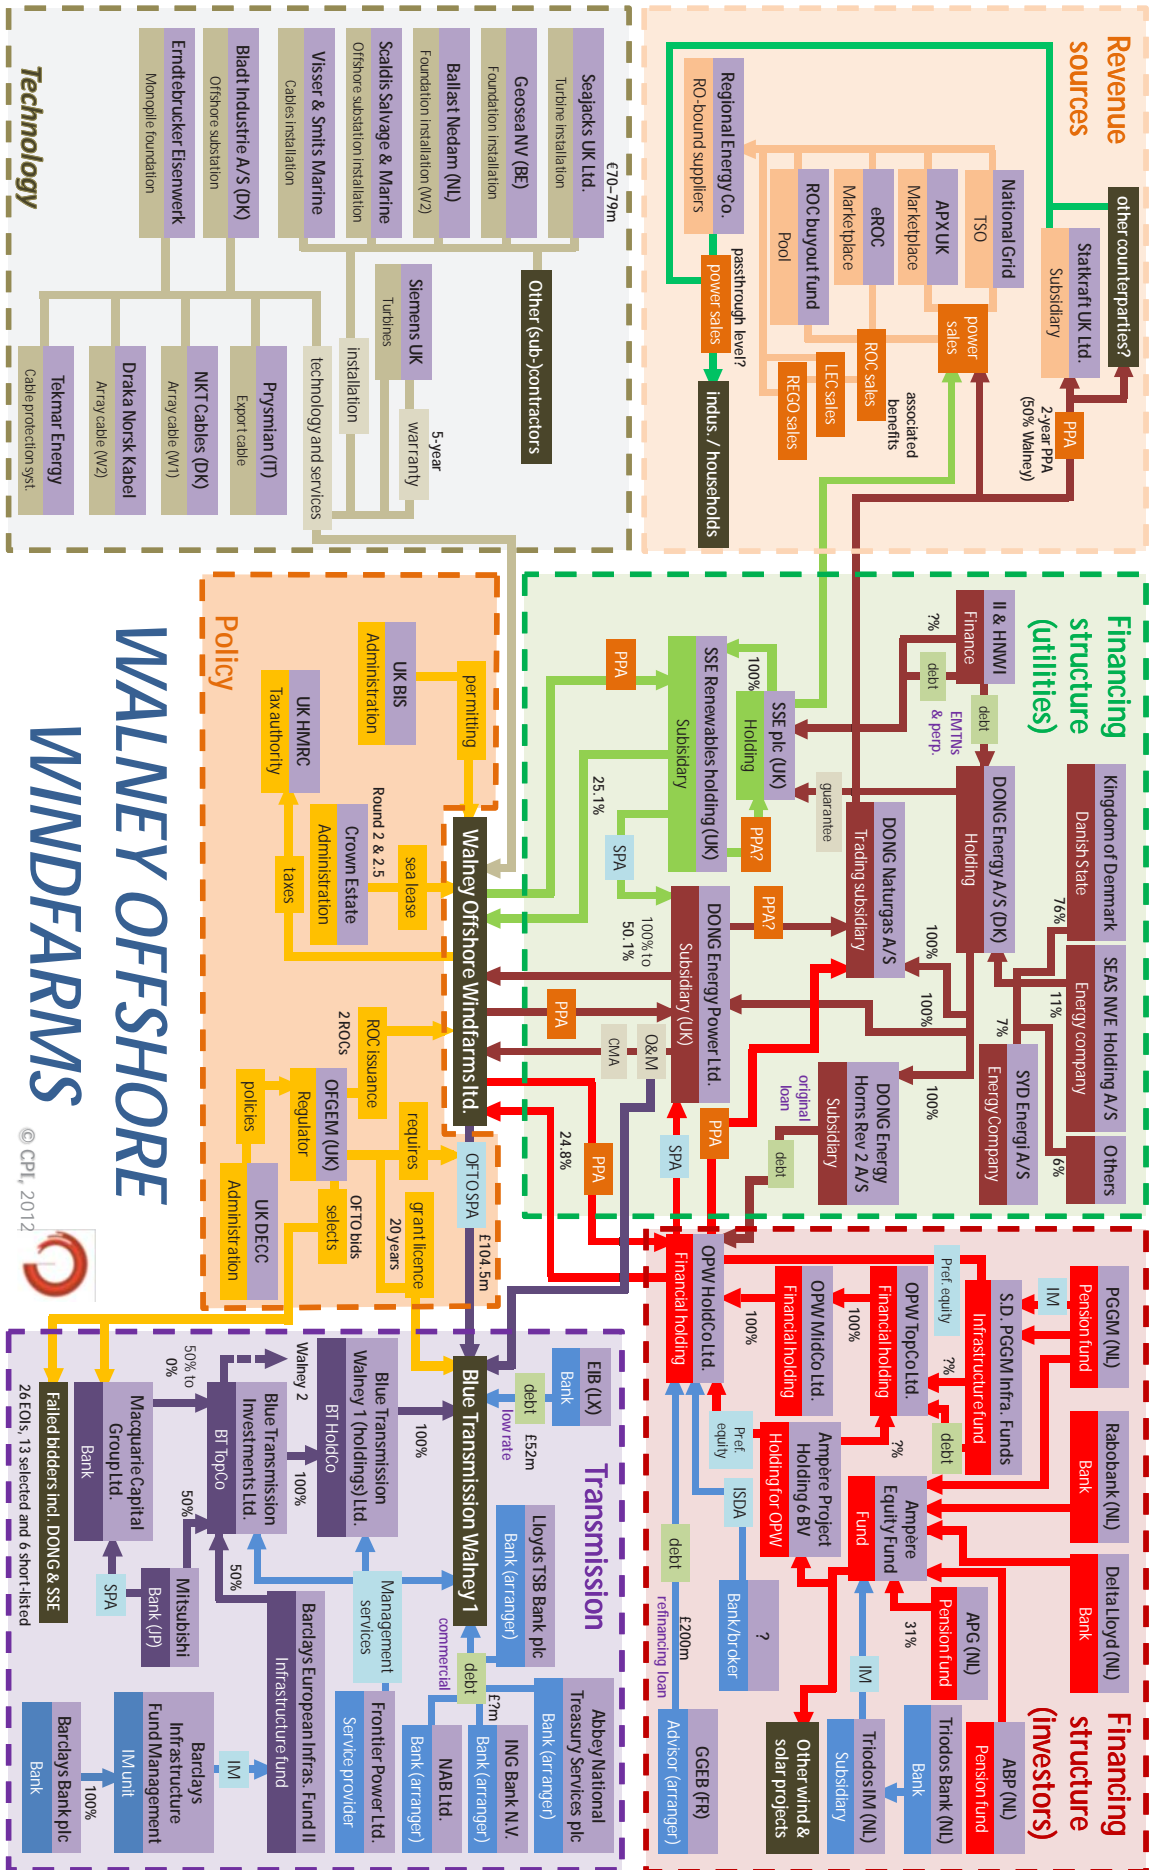 Revenue
sources
other counterparties?
Statkraft UK Ltd.
Subsidiary
PPA
2-year PPA
(50% Walney)
National Grid
TSO
APX UK
Marketplace
eROC
Marketplace
ROC buyout fund
Pool
power
sales
ROC sales
LEC sales
REGO sales
associated
benefits
Regional Energy Co.
RO-bound suppliers
power sales
passthrough level?
indus. / households
Financing
structure
(utilities)
Kingdom of Denmark
Danish State
76%
SEAS NVE Holding A/S
Energy company
11%
Others
6%
SYD Energi A/S
Energy Company
7%
II & HNWI
Finance
?%
debt
debt
EMTNs
& perp.
DONG Energy A/S (DK)
Holding
100%
100%
100%
guarantee
DONG Naturgas A/S
Trading subsidiary
DONG Energy
Horns Rev 2 A/S
Subsidiary
original
loan
debt
SSE plc (UK)
Holding
100%
PPA?
PPA?
SSE Renewables holding (UK)
Subsidary
DONG Energy Power Ltd.
Subsidiary (UK)
PPA
SPA
PPA
25.1%
SPA
100% to
50.1%
PPA
O&M
CMA
PPA
24.8%
Financing
structure
(investors)
PGGM (NL)
Pension fund
IM
Rabobank (NL)
Bank
Delta Lloyd (NL)
Bank
S.D. PGGM Infra. Funds
Infrastructure fund
Pref. equity
?%
debt
ABP (NL)
Pension fund
APG (NL)
Pension fund
31%
Ampère
Equity Fund
Fund
IM
Triodos Bank (NL)
Bank
Triodos IM (NL)
Subsidiary
OPW TopCo Ltd.
Financial holding
100%
?%
OPW MidCo Ltd.
Financial holding
100%
Ampere Project
Holding 6 BV
Holding for OPW
Pref.
equity
Other wind &
solar projects
OPW HoldCo Ltd.
Financial holding
ISDA
?
Bank/broker
debt
£200m
refinancing loan
GGEB (FR)
Advisor (arranger)
€70–79m
Seajacks UK Ltd.
Turbine installation
Geosea NV (BE)
Foundation installation
Ballast Nedam (NL)
Foundation installation (W2)
Scaldis Salvage & Marine
Offshore substation installation
Visser & Smits Marine
Cables installation
Bladt Industrie A/S (DK)
Offshore substation
Erndtebrucker Eisenwerk
Monopile foundation
Technology
Other (sub-)contractors
Siemens UK
Turbines
5-year
warranty
installation
technology and services
Prysmian (IT)
Export cable
NKT Cables (DK)
Array cable (W1)
Draka Norsk Kabel
Array cable (W2)
Tekmar Energy
Cable protection syst.
Policy
permitting
UK BIS
Administration
UK HMRC
Tax authority
taxes
Round 2 & 2.5
Crown Estate
Administration
sea lease
Walney Offshore Windfarms ltd.
ROC issuance
2 ROCs
OFGEM (UK)
Regulator
policies
UK DECC
Administration
requires
selects
OFTO bids
grant licence
20 years
OFTO SPA
£104.5m
Transmission
EIB (LX)
Bank
debt
£52m
low rate
Blue Transmission Walney 1
100%
Blue Transmission
Walney 1 (holdings) Ltd.
BT HoldCo
Walney 2
100%
Blue Transmission
Investments Ltd.
BT TopCo
50% to
0%
50%
50%
Macquarie Capital
Group Ltd.
Bank
SPA
Mitsubishi
Bank (JP)
Failed bidders incl. DONG & SSE
26 EOIs, 13 selected and 6 short-listed
Lloyds TSB Bank plc
Bank (arranger)
Abbey National
Treasury Services plc
Bank (arranger)
ING Bank N.V.
Bank (arranger)
NAB Ltd.
Bank (arranger)
debt
£?m
commercial
Management
services
Frontier Power Ltd.
Service provider
Barclays European Infras. Fund II
Infrastructure fund
IM
Barclays
Infrastructure
Fund Management
IM unit
100%
Barclays Bank plc
Bank
WALNEY OFFSHORE
WINDFARMS
© CPI, 2012